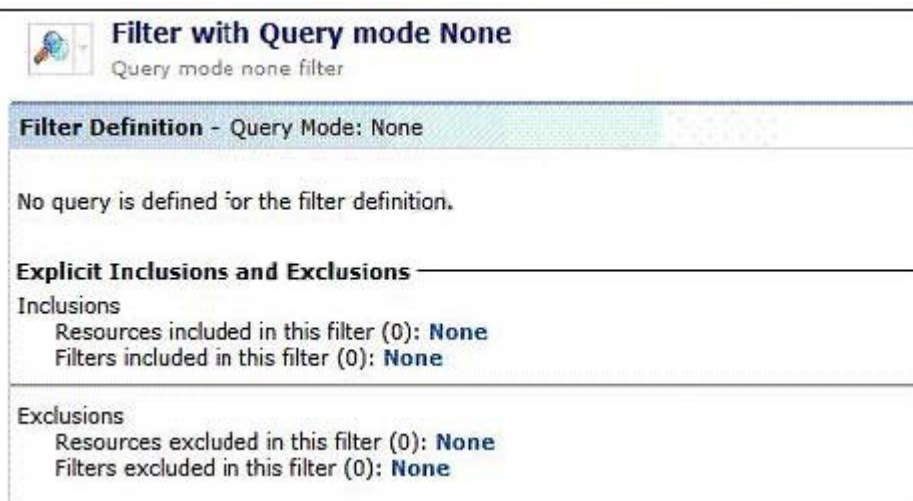 Filter with Query mode None
Query mode none filter
Filter Definition - Query Mode: None
No query is defined for the filter definition.
Explicit Inclusions and Exclusions
Inclusions
Resources included in this filter (0): None
Filters included in this filter (0): None
Exclusions
Resources excluded in this filter (0): None
Filters excluded in this filter (0): None